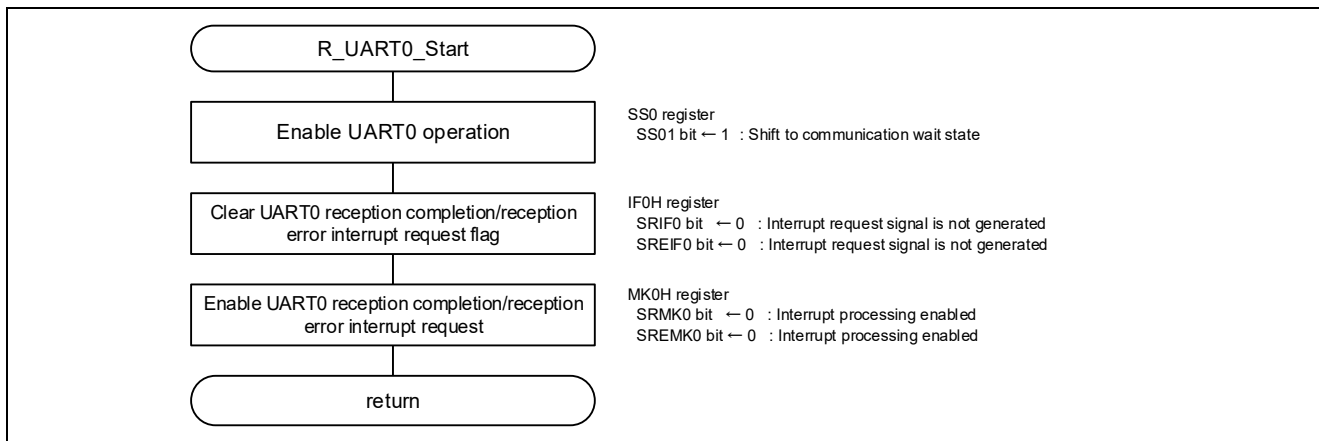 R_UART0_Start
Enable UART0 operation
SS0 register
SS01 bit ← 1 : Shift to communication wait state
Clear UART0 reception completion/reception
error interrupt request flag
IF0H register
SRIF0 bit ← 0 : Interrupt request signal is not generated
SREIF0 bit ← 0 : Interrupt request signal is not generated
Enable UART0 reception completion/reception
error interrupt request
MK0H register
SRMK0 bit ← 0 : Interrupt processing enabled
SREMK0 bit ← 0 : Interrupt processing enabled
return